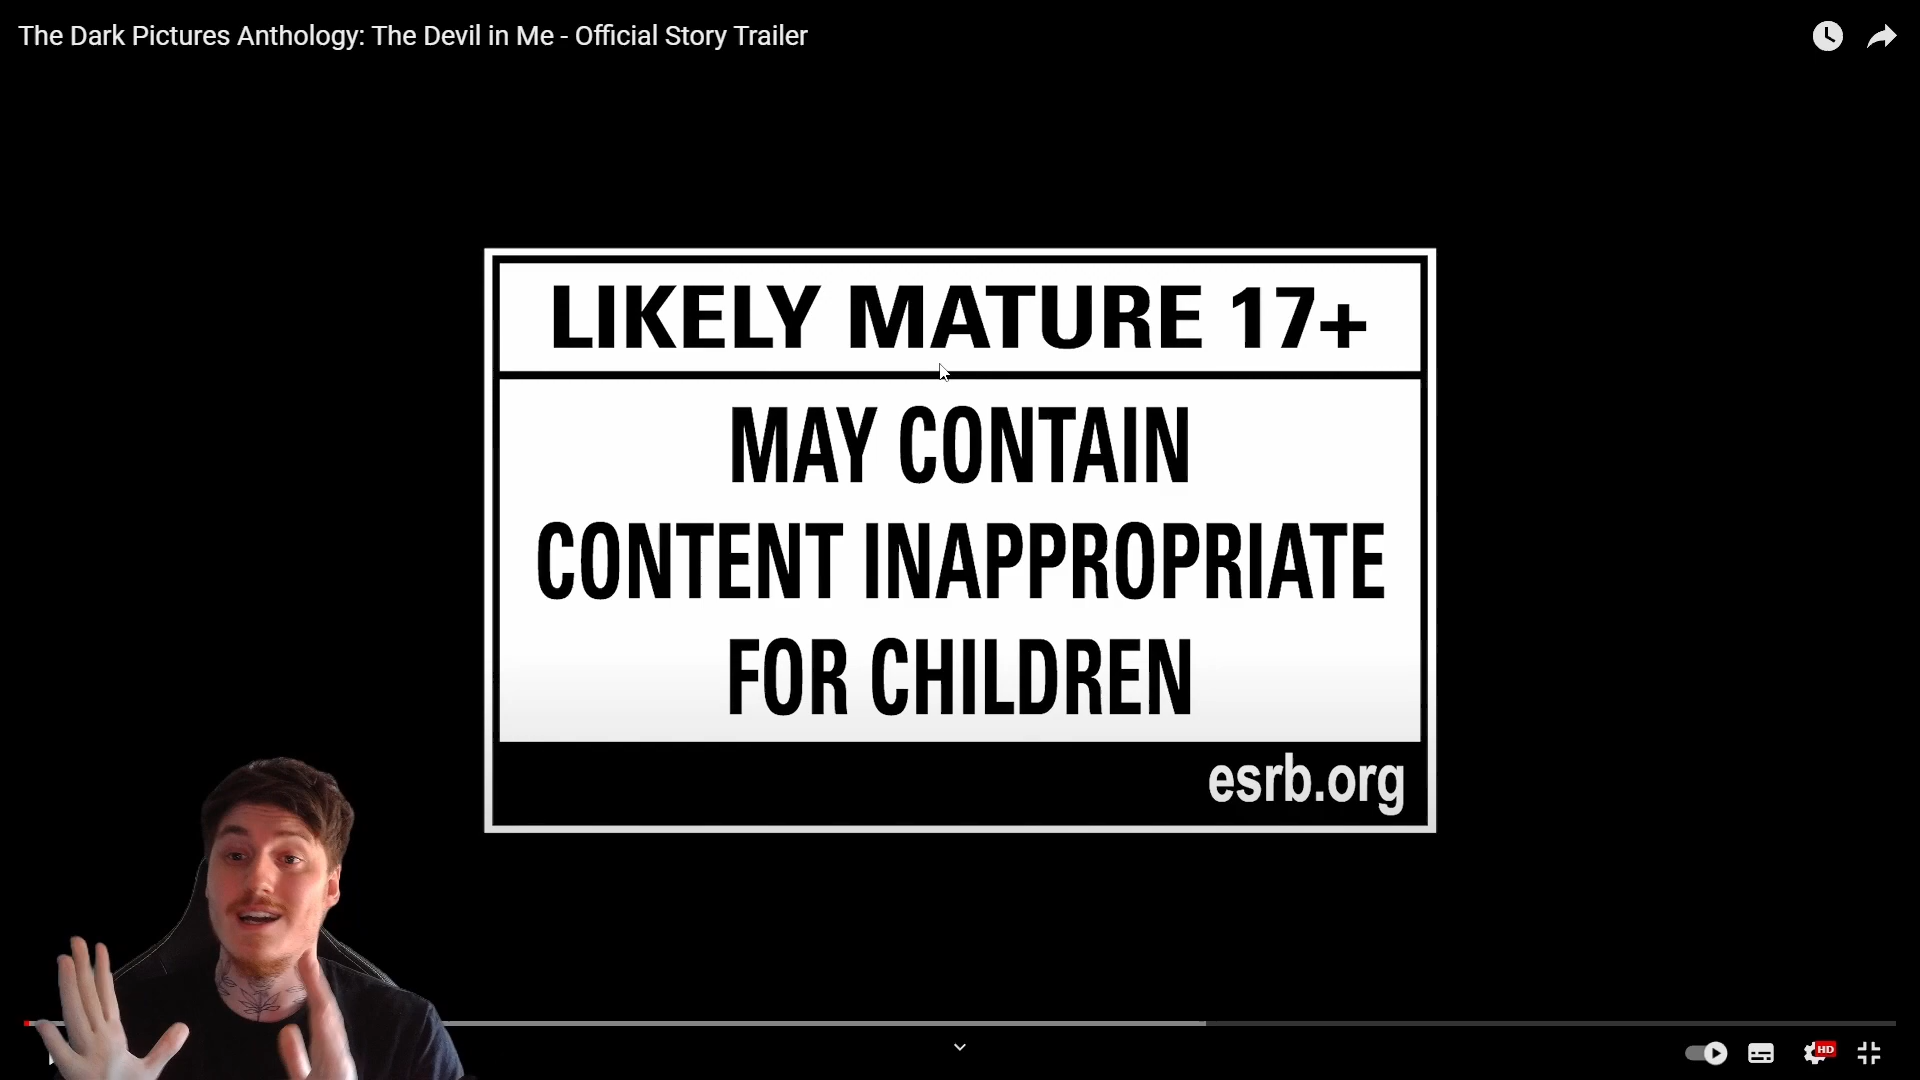 The Dark Pictures Anthology: The Devil in Me - Official Story Trailer
LIKELY MATURE 17+
MAY CONTAIN
CONTENT INAPPROPRIATE
FOR CHILDREN
esrb.org
HD